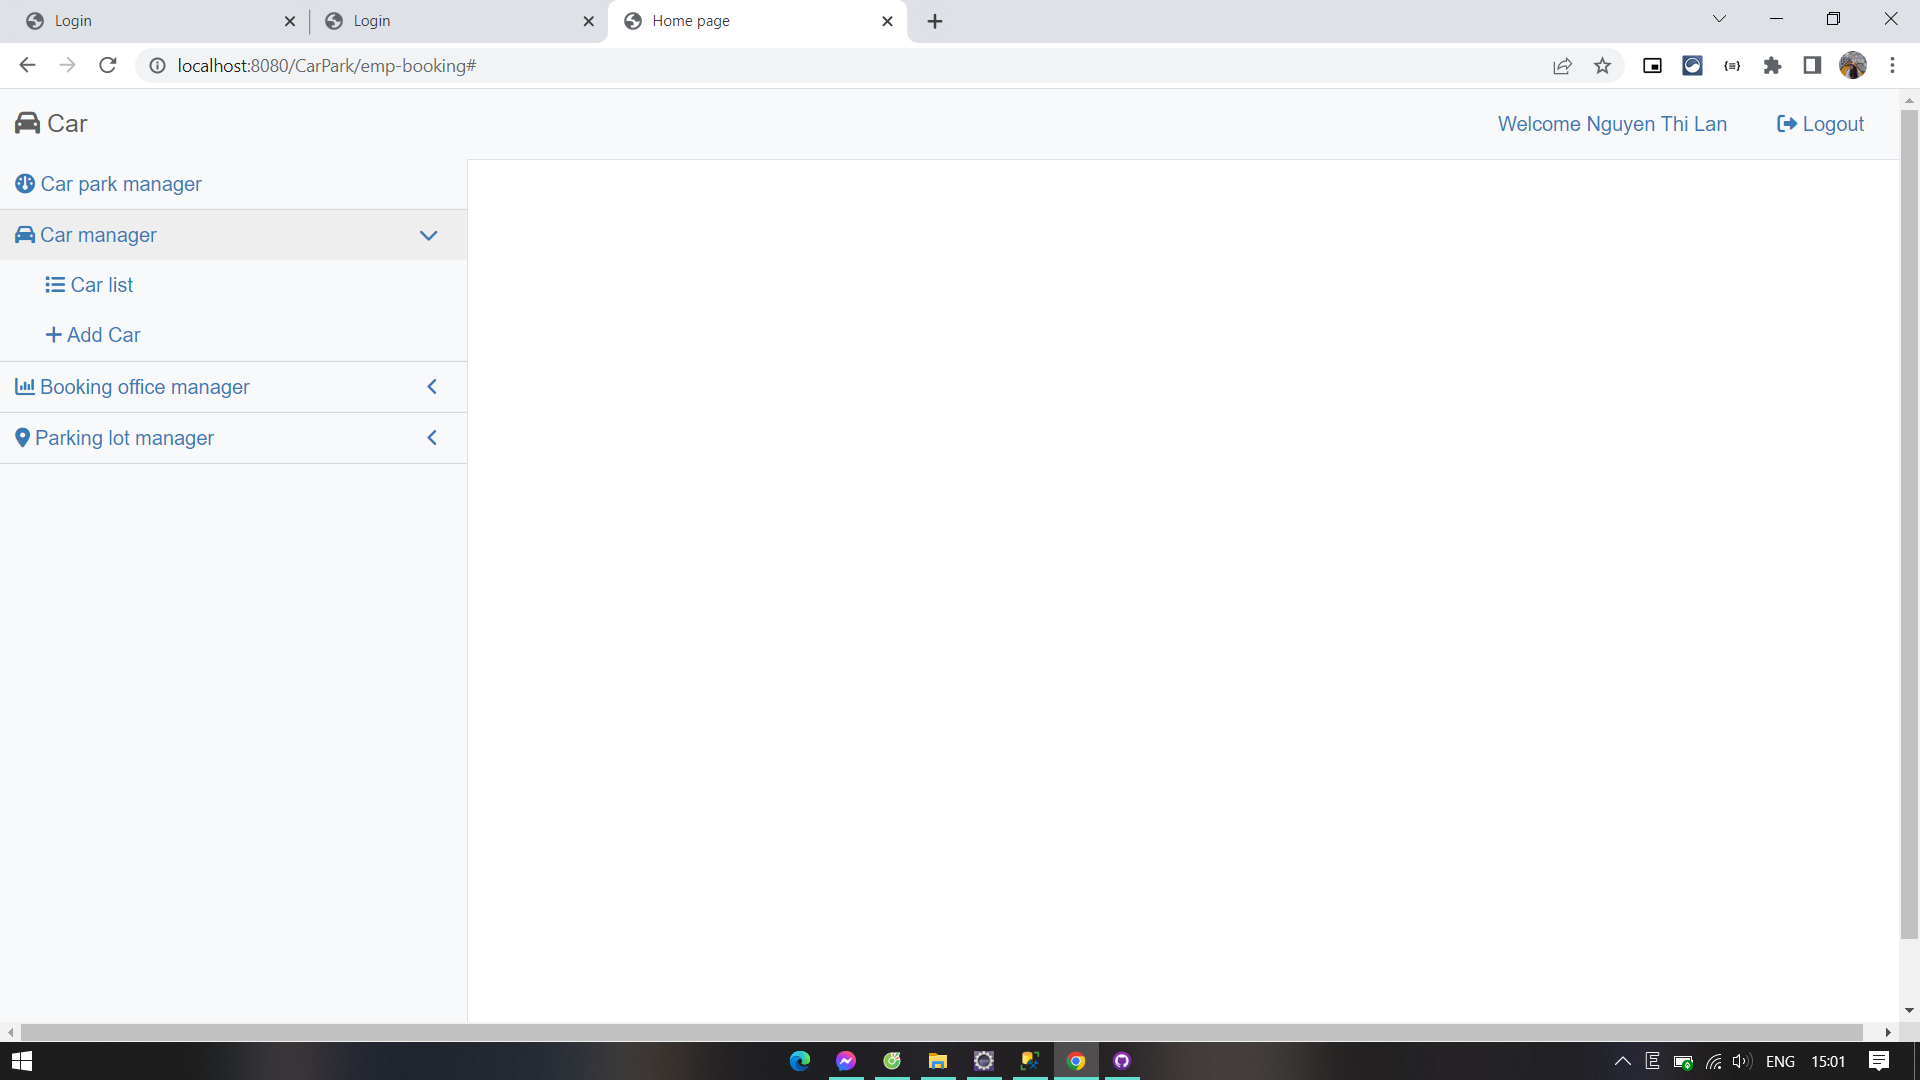 Login
Login
Home page
localhost:8080/CarPark/emp-booking#
Car
Welcome Nguyen Thi Lan
Logout
Car park manager
Car manager
Car list
Add Car
Booking office manager
Parking lot manager
ENG
15:01